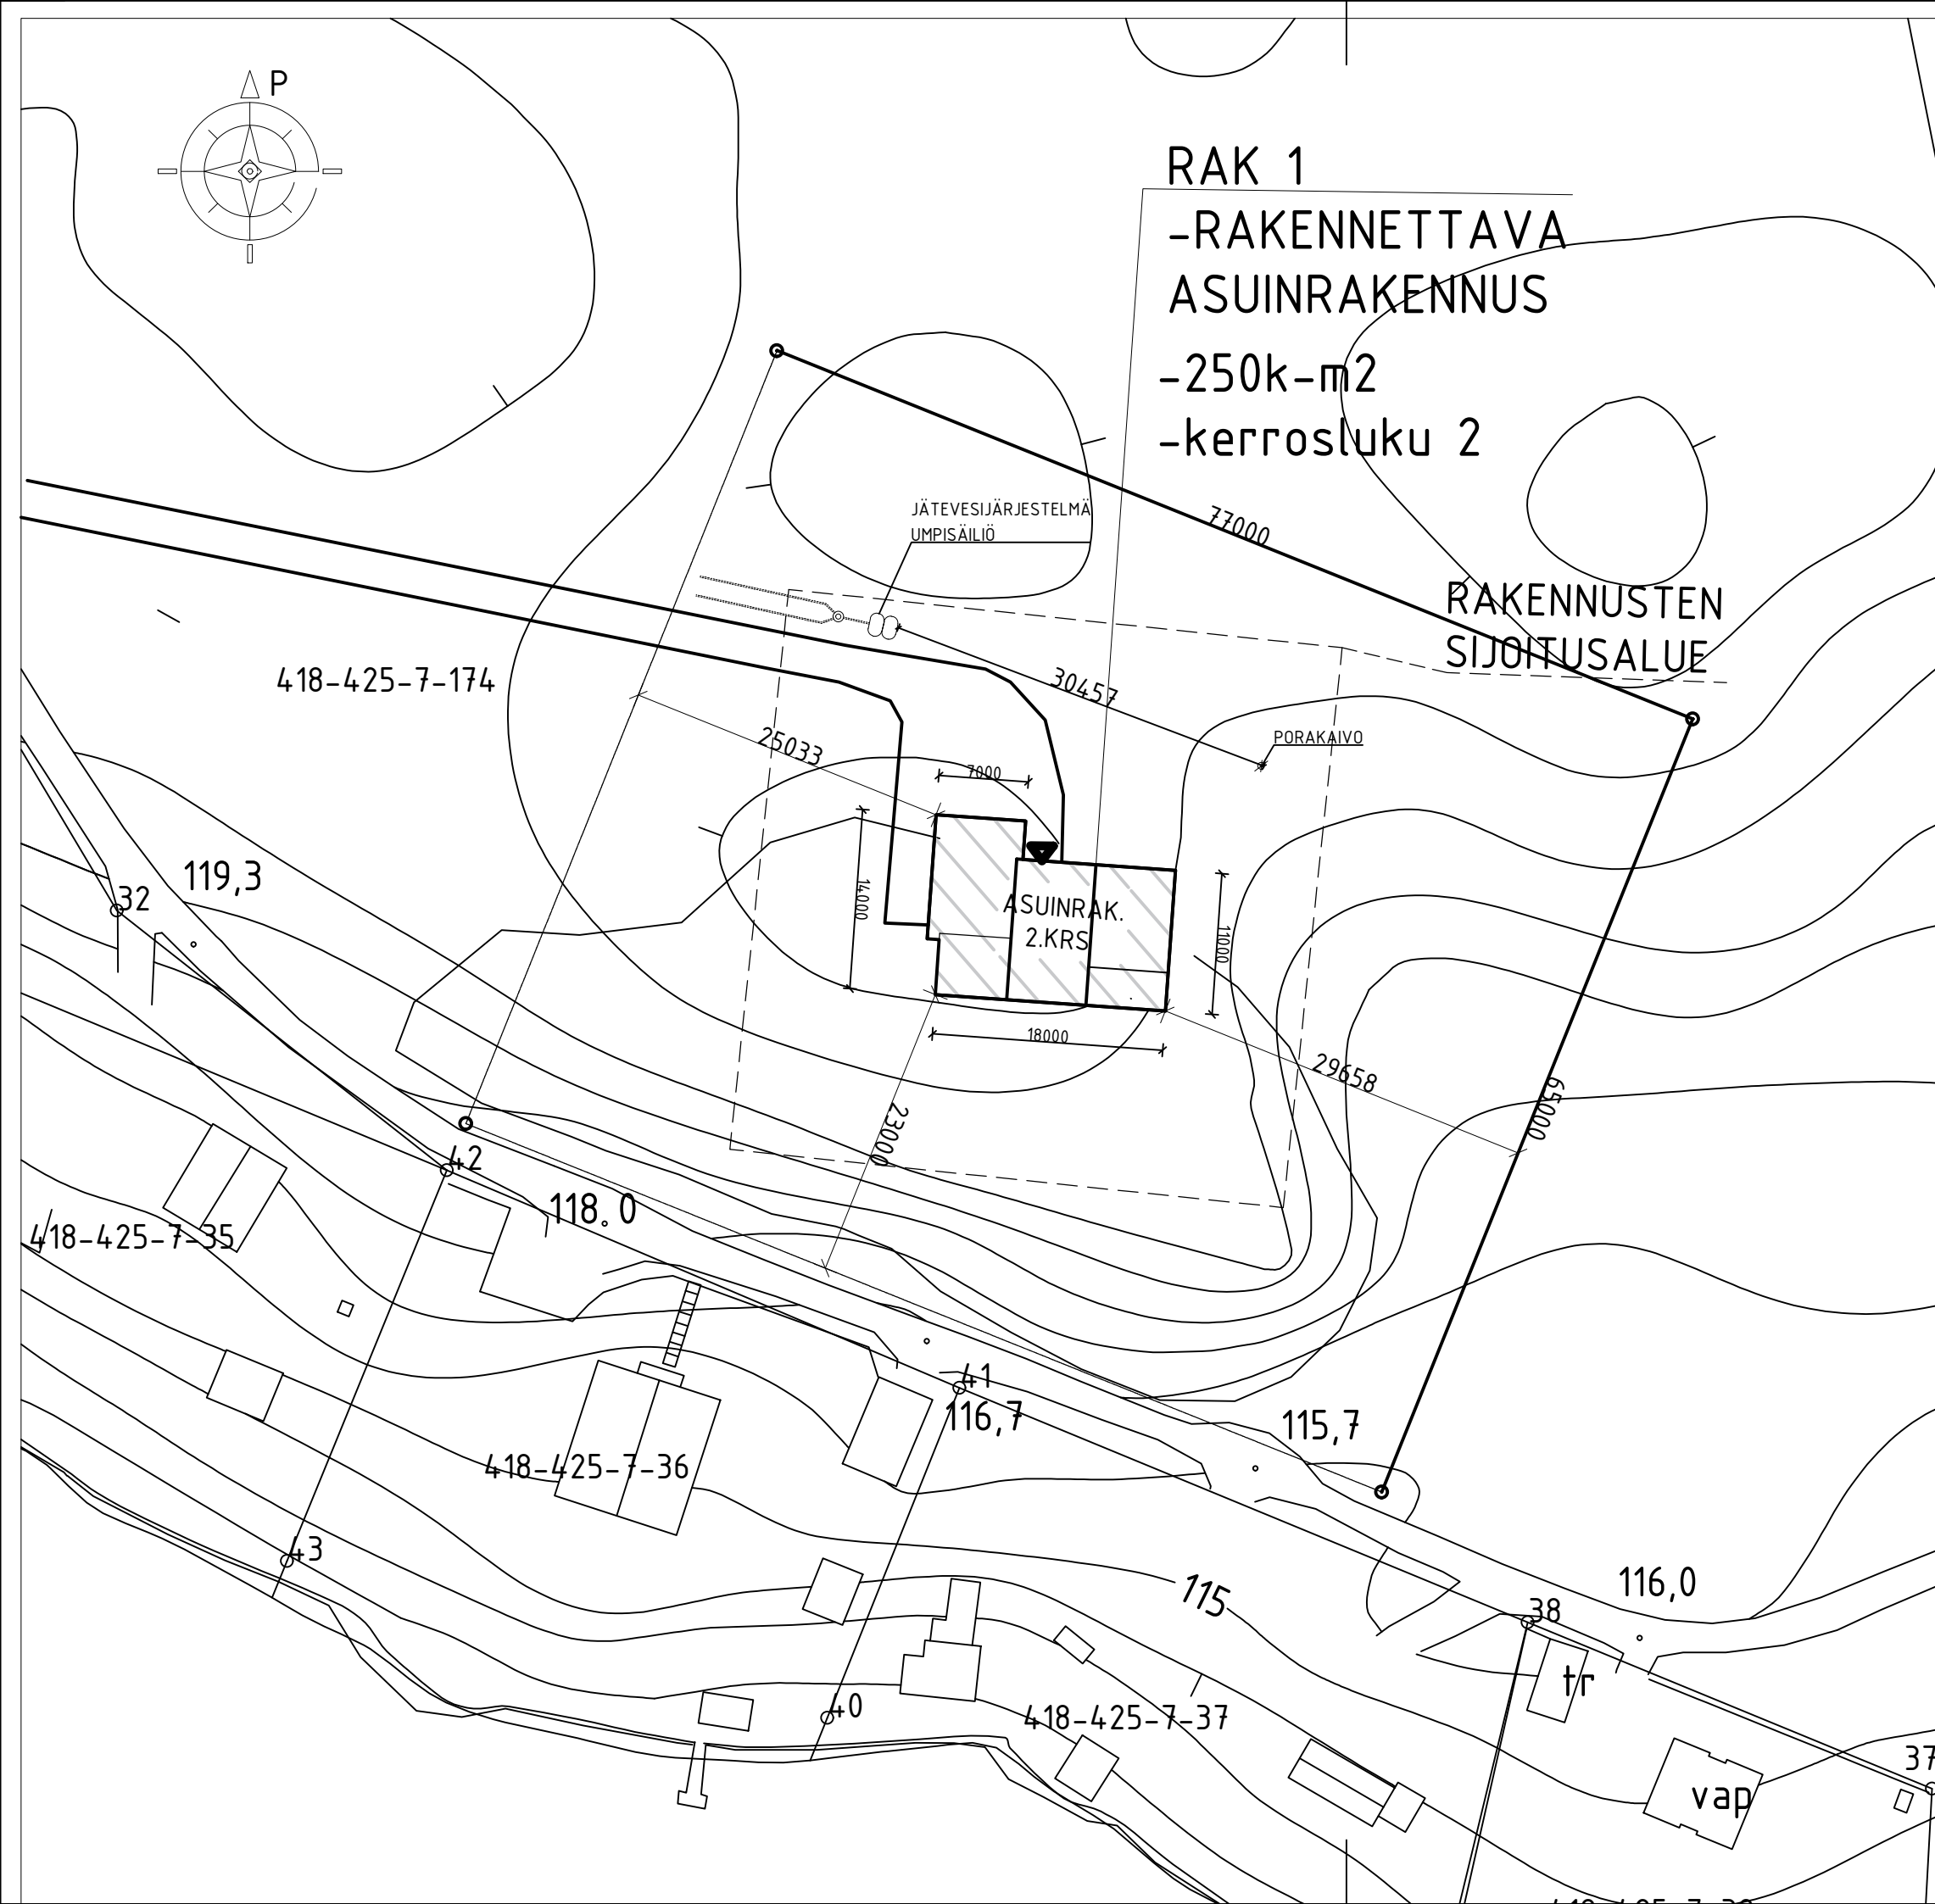 P
RAK 1
-RAKENNETTAVA
ASUINRAKENNUS
-250k-m2
-kerrosluku 2
JÄTEVESIJÄRJESTELMÄ
UMPISÄILIÖ
77000
RAKENNUSTEN
SIJOITUSALUE
418-425-7-174
30457
25033
PORAKAIVO
7000
119,3
32
14000
ASUINRAK.
2.KRS
11000
18000
29658
65000
23000
42
118.0
418-425-7-35
41
116,7
115,7
418-425-7-36
43
115
116,0
38
tr
40
418-425-7-37
37
vap